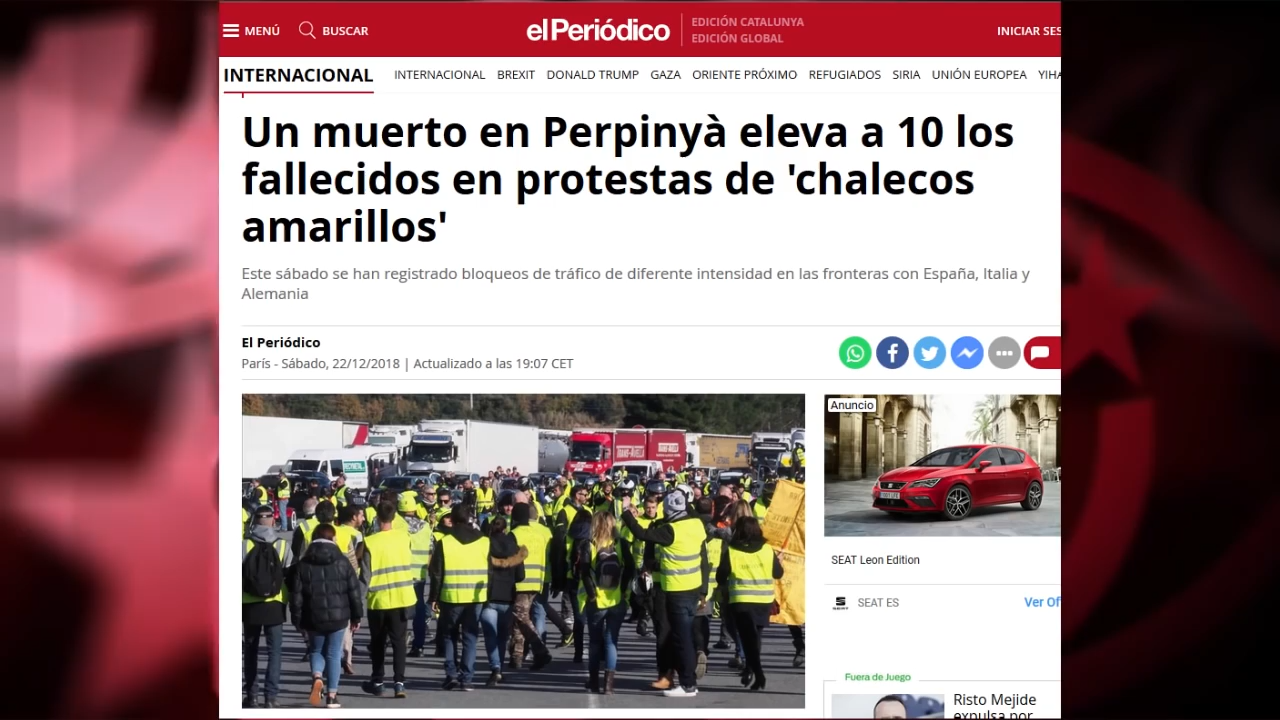 MENÚ
BUSCAR
elPeriódico
EDICIÓN CATALUNYA
EDICIÓN GLOBAL
INICIAR SES
INTERNACIONAL
INTERNACIONAL BREXIT DONALD TRUMP GAZA ORIENTE PRÓXIMO REFUGIADOS SIRIA UNIÓN EUROPEA YIHA
Un muerto en Perpinyà eleva a 10 los
fallecidos en protestas de 'chalecos
amarillos'
Este sábado se han registrado bloqueos de tráfico de diferente intensidad en las fronteras con España, Italia y
Alemania
El Periódico
París - Sábado, 22/12/2018 | Actualizado a las 19:07 CET
Anuncio
SEAT Leon Edition
SEAT ES
Ver Of
Fuera de Juego
Risto Mejide
expulsa por